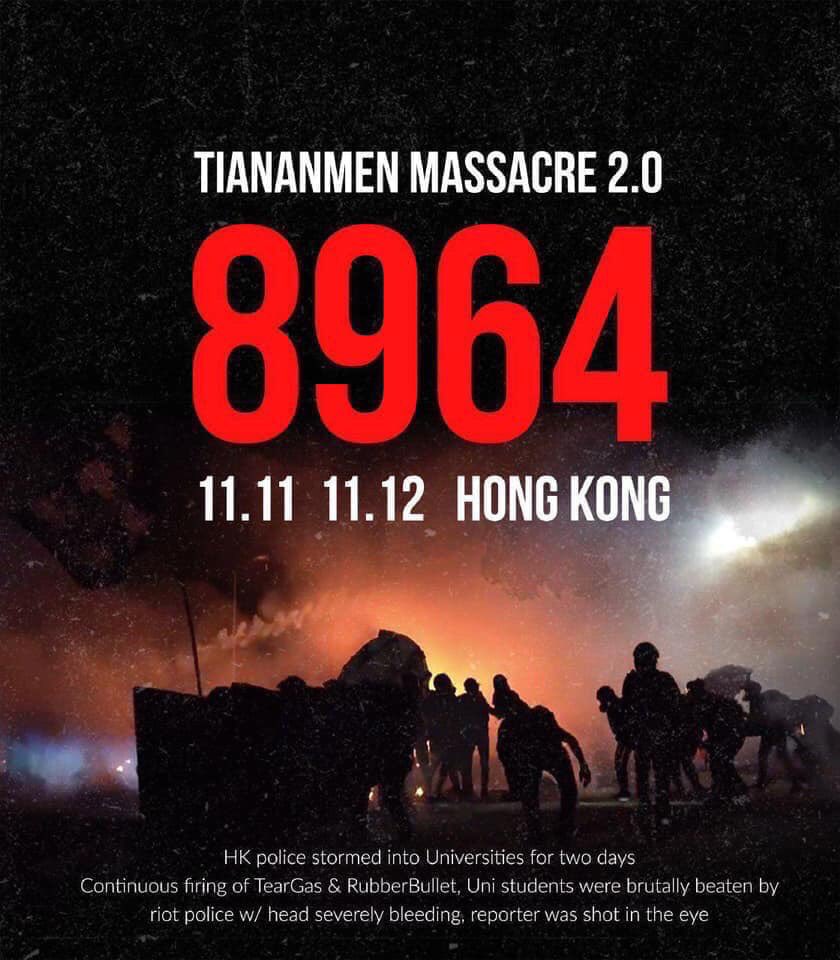 TIANANMEN MASSACRE 2.0
8964
11.11 11.12 HONG KONG
HK police stormed into Universities for two days
Continuous firing of TearGas & RubberBullet, Uni students were brutally beaten by
riot police w/ head severely bleeding, reporter was shot in the eye